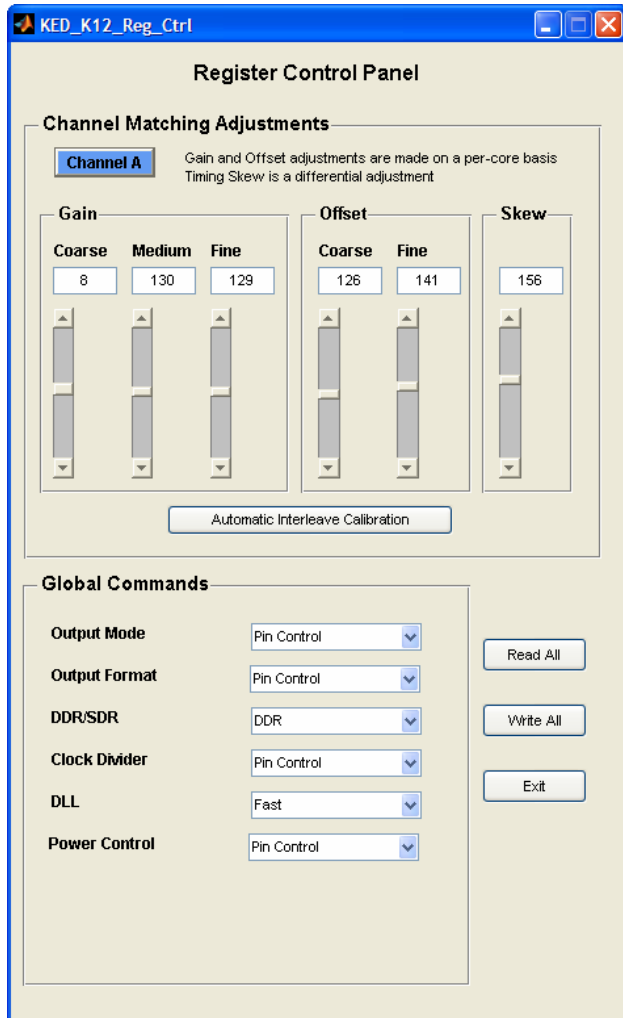 KED_K12_Reg_Ctrl
Register Control Panel
Channel Matching Adjustments
Channel A
Gain and Offset adjustments are made on a per-core basis
Timing Skew is a differential adjustment
Gain
Offset
Skew
Coarse Medium Fine
Coarse Fine
8 130 129
126 141
156
Automatic Interleave Calibration
Global Commands
Output Mode Pin Control
Output Format Pin Control
DDR/SDR DDR
Clock Divider Pin Control
DLL Fast
Power Control Pin Control
Read All
Write All
Exit